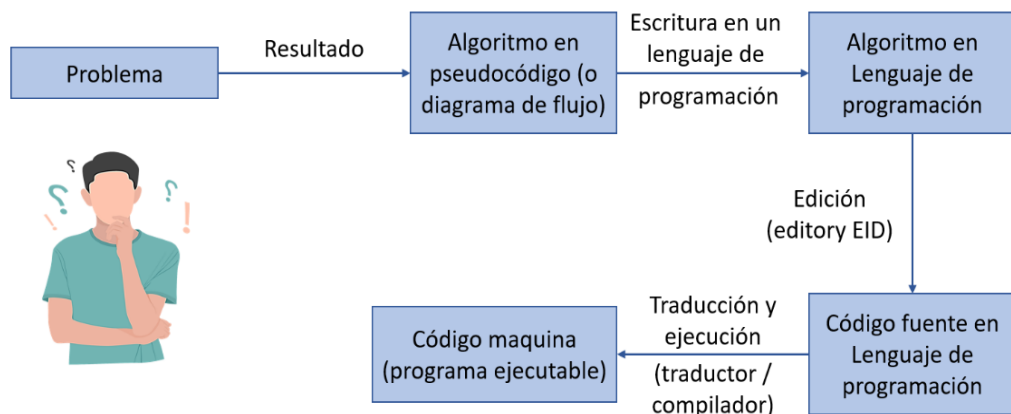 Problema
Resultado
Algoritmo en
pseudocódigo (o
diagrama de flujo)
Escritura en un
lenguaje de
programación
Algoritmo en
Lenguaje de
programación
Edición
(editory EID)
Código fuente en
Lenguaje de
programación
Traducción y
ejecución
(traductor /
compilador)
Código maquina
(programa ejecutable)
? ? ? ! !